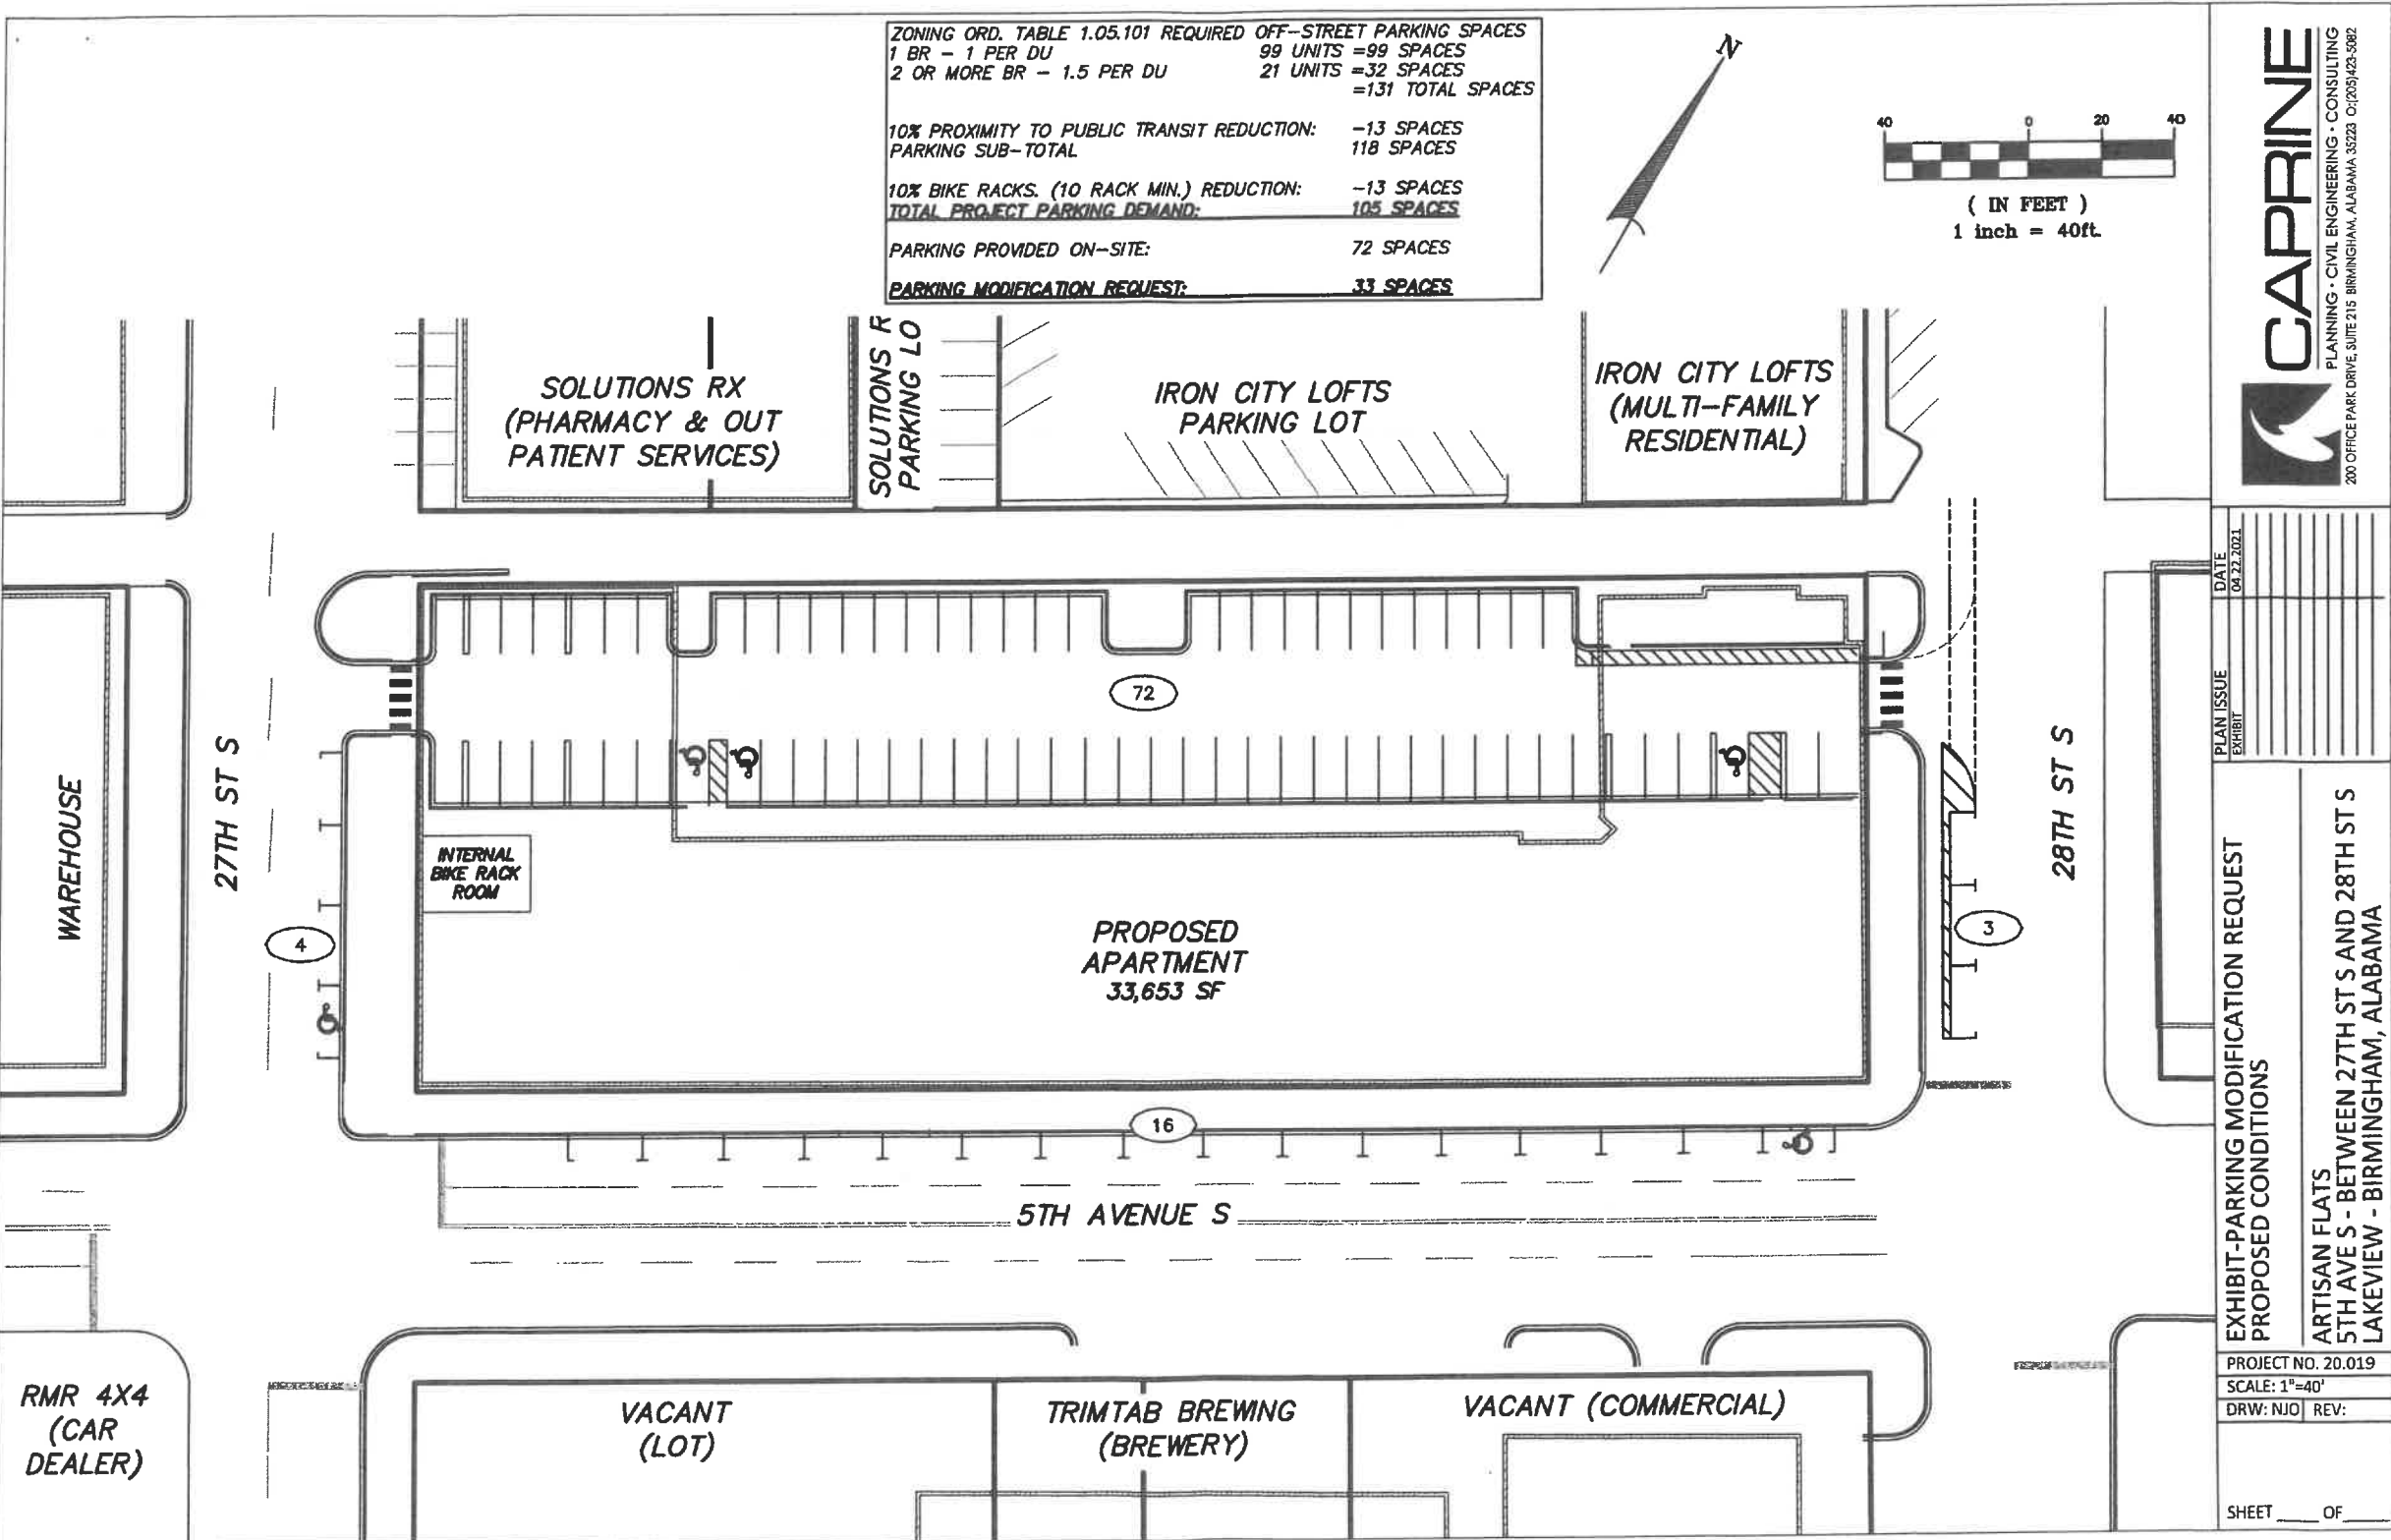 ZONING ORD. TABLE 1.05.101 REQUIRED OFF-STREET PARKING SPACES
1 BR - 1 PER DU 99 UNITS =99 SPACES
2 OR MORE BR - 1.5 PER DU 21 UNITS =32 SPACES
=131 TOTAL SPACES
10% PROXIMITY TO PUBLIC TRANSIT REDUCTION: -13 SPACES
PARKING SUB-TOTAL 118 SPACES
10% BIKE RACKS. (10 RACK MIN.) REDUCTION: -13 SPACES
TOTAL PROJECT PARKING DEMAND: 105 SPACES
PARKING PROVIDED ON-SITE: 72 SPACES
PARKING MODIFICATION REQUEST: 33 SPACES
N
40 0 20 40
( IN FEET )
1 inch = 40ft.
SOLUTIONS RX
(PHARMACY & OUT
PATIENT SERVICES)
SOLUTIONS R
PARKING LO
IRON CITY LOFTS
PARKING LOT
IRON CITY LOFTS
(MULTI-FAMILY
RESIDENTIAL)
72
WAREHOUSE
27TH ST S
INTERNAL
BIKE RACK
ROOM
4
PROPOSED
APARTMENT
33,653 SF
3
28TH ST S
16
5TH AVENUE S
RMR 4X4
(CAR
DEALER)
VACANT
(LOT)
TRIMTAB BREWING
(BREWERY)
VACANT (COMMERCIAL)
CAPRINE
PLANNING · CIVIL ENGINEERING · CONSULTING
200 OFFICE PARK DRIVE, SUITE 215 BIRMINGHAM, ALABAMA 35223 O:(205)423-5082
PLAN ISSUE DATE
EXHIBIT 04.22.2021
EXHIBIT-PARKING MODIFICATION REQUEST
PROPOSED CONDITIONS
ARTISAN FLATS
5TH AVE S - BETWEEN 27TH ST S AND 28TH ST S
LAKEVIEW - BIRMINGHAM, ALABAMA
PROJECT NO. 20.019
SCALE: 1"=40'
DRW: NJO REV:
SHEET ____ OF ____